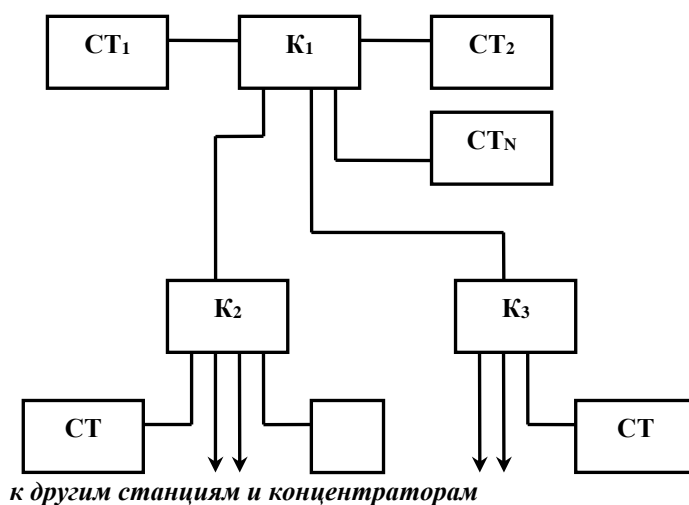 СТ₁ К₁ СТ₂
СТN
К₂ К₃
СТ СТ
к другим станциям и концентраторам